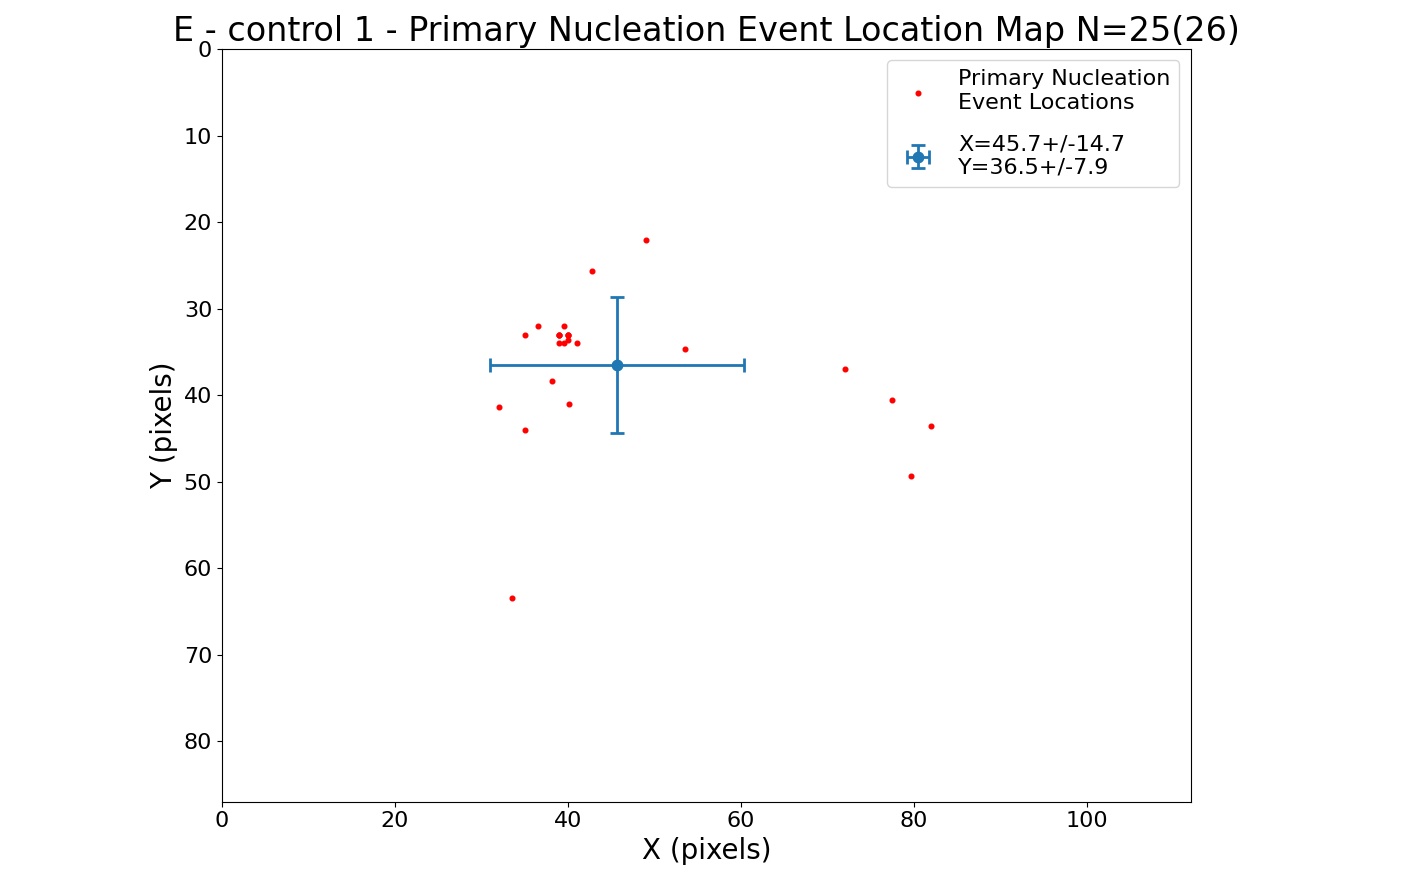 E - control 1 - Primary Nucleation Event Location Map N=25(26)
Primary Nucleation
Event Locations
X=45.7+/-14.7
Y=36.5+/-7.9
Y (pixels)
0
10
20
30
40
50
60
70
80
0 20 40 60 80 100
X (pixels)